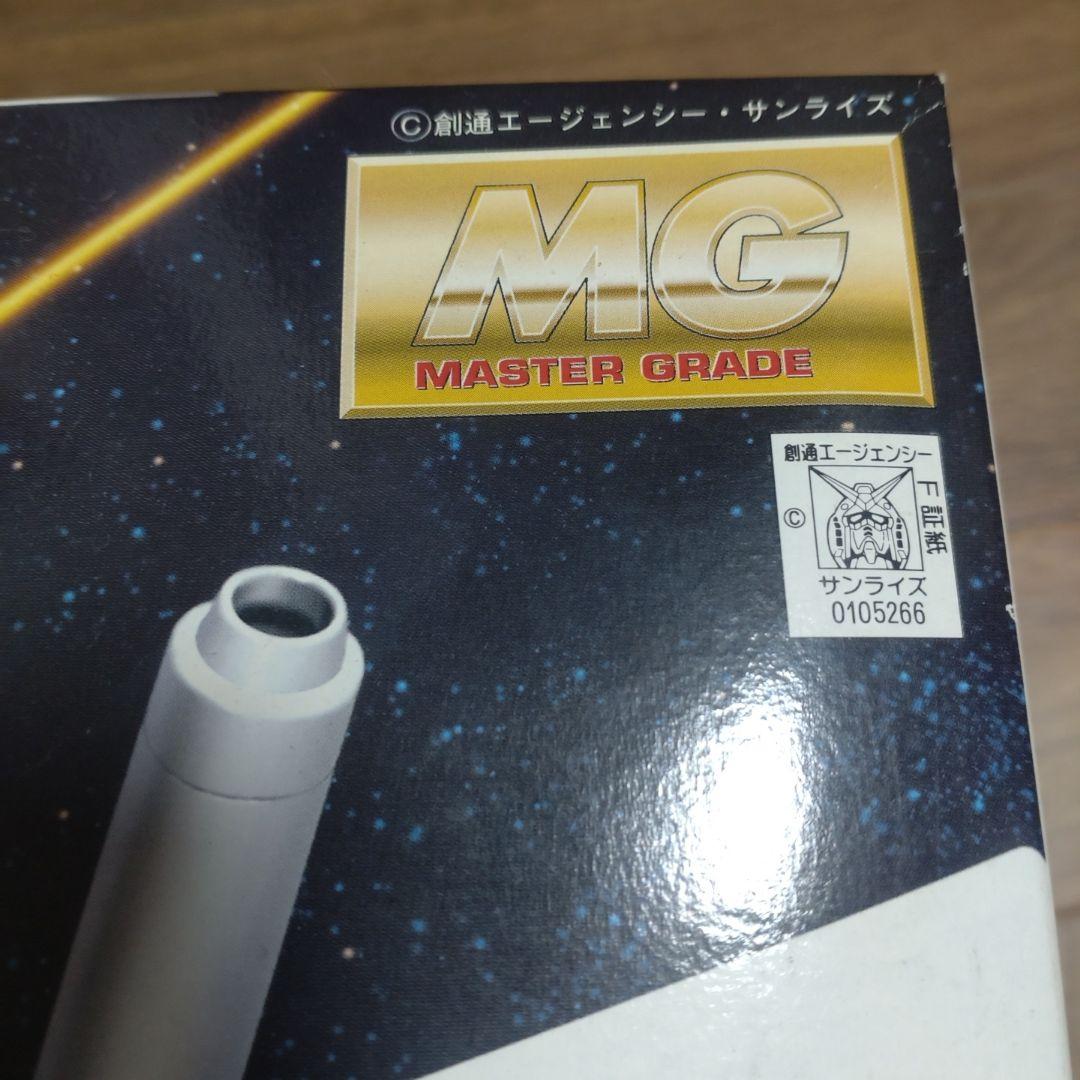 ©創通エージェンシー・サンライズ
MG
MASTER GRADE
創通エージェンシー
©
F証紙
サンライズ
0105266